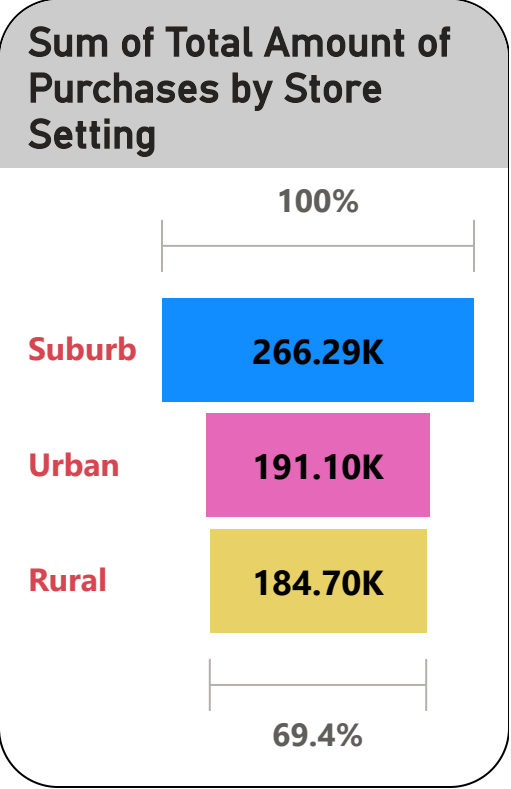 Sum of Total Amount of
Purchases by Store
Setting
100%
Suburb 266.29K
Urban 191.10K
Rural 184.70K
69.4%